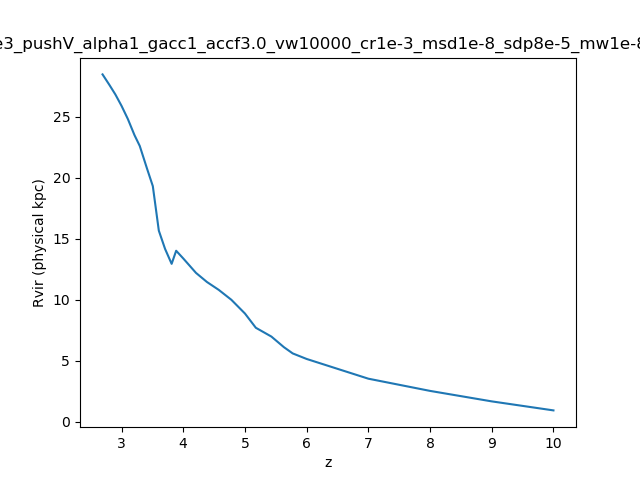 e3_pushV_alpha1_gacc1_accf3.0_vw10000_cr1e-3_msd1e-8_sdp8e-5_mw1e-8
Rvir (physical kpc)
25
20
15
10
5
0
3 4 5 6 7 8 9 10
z